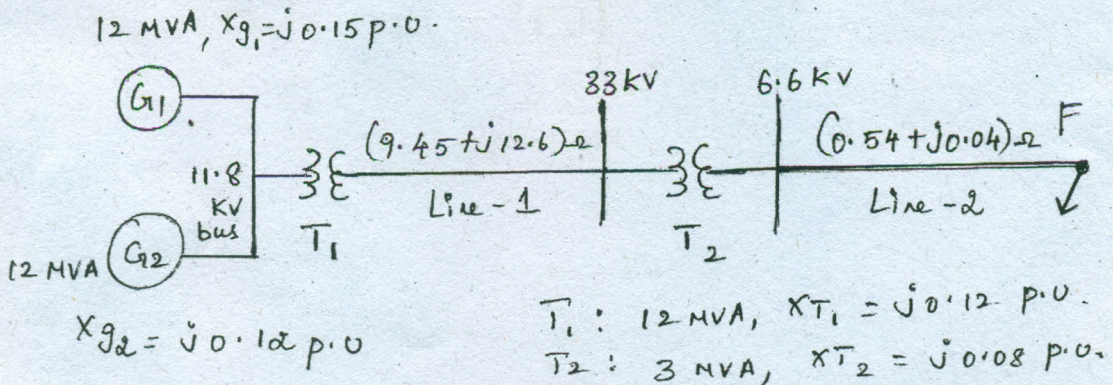 12 MVA, xg₁=j0.15 p.u.
G1
11.8
KV
bus
12 MVA
G2
xg₂ = j0.12 p.u
T₁
(9.45+j12.6)Ω
Line-1
33 KV
T₂
6.6 KV
(0.54+j0.04)Ω
Line-2
F
T₁: 12 MVA, xT₁ = j0.12 p.u.
T2: 3 MVA, xT₂ = j0.08 p.u.